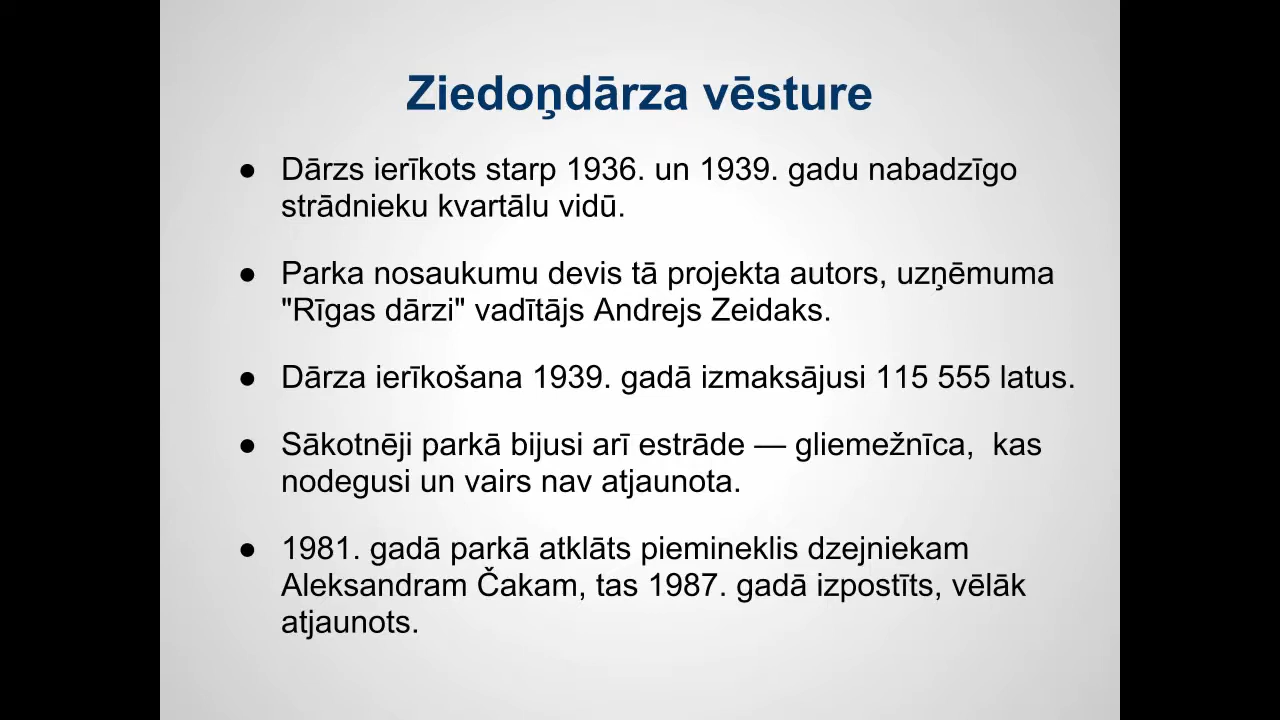 Ziedoņdārza vēsture
● Dārzs ierīkots starp 1936. un 1939. gadu nabadzīgo
strādnieku kvartālu vidū.
● Parka nosaukumu devis tā projekta autors, uzņēmuma
"Rīgas dārzi" vadītājs Andrejs Zeidaks.
● Dārza ierīkošana 1939. gadā izmaksājusi 115 555 latus.
● Sākotnēji parkā bijusi arī estrāde — gliemežnīca,  kas
nodegusi un vairs nav atjaunota.
● 1981. gadā parkā atklāts piemineklis dzejniekam
Aleksandram Čakam, tas 1987. gadā izpostīts, vēlāk
atjaunots.